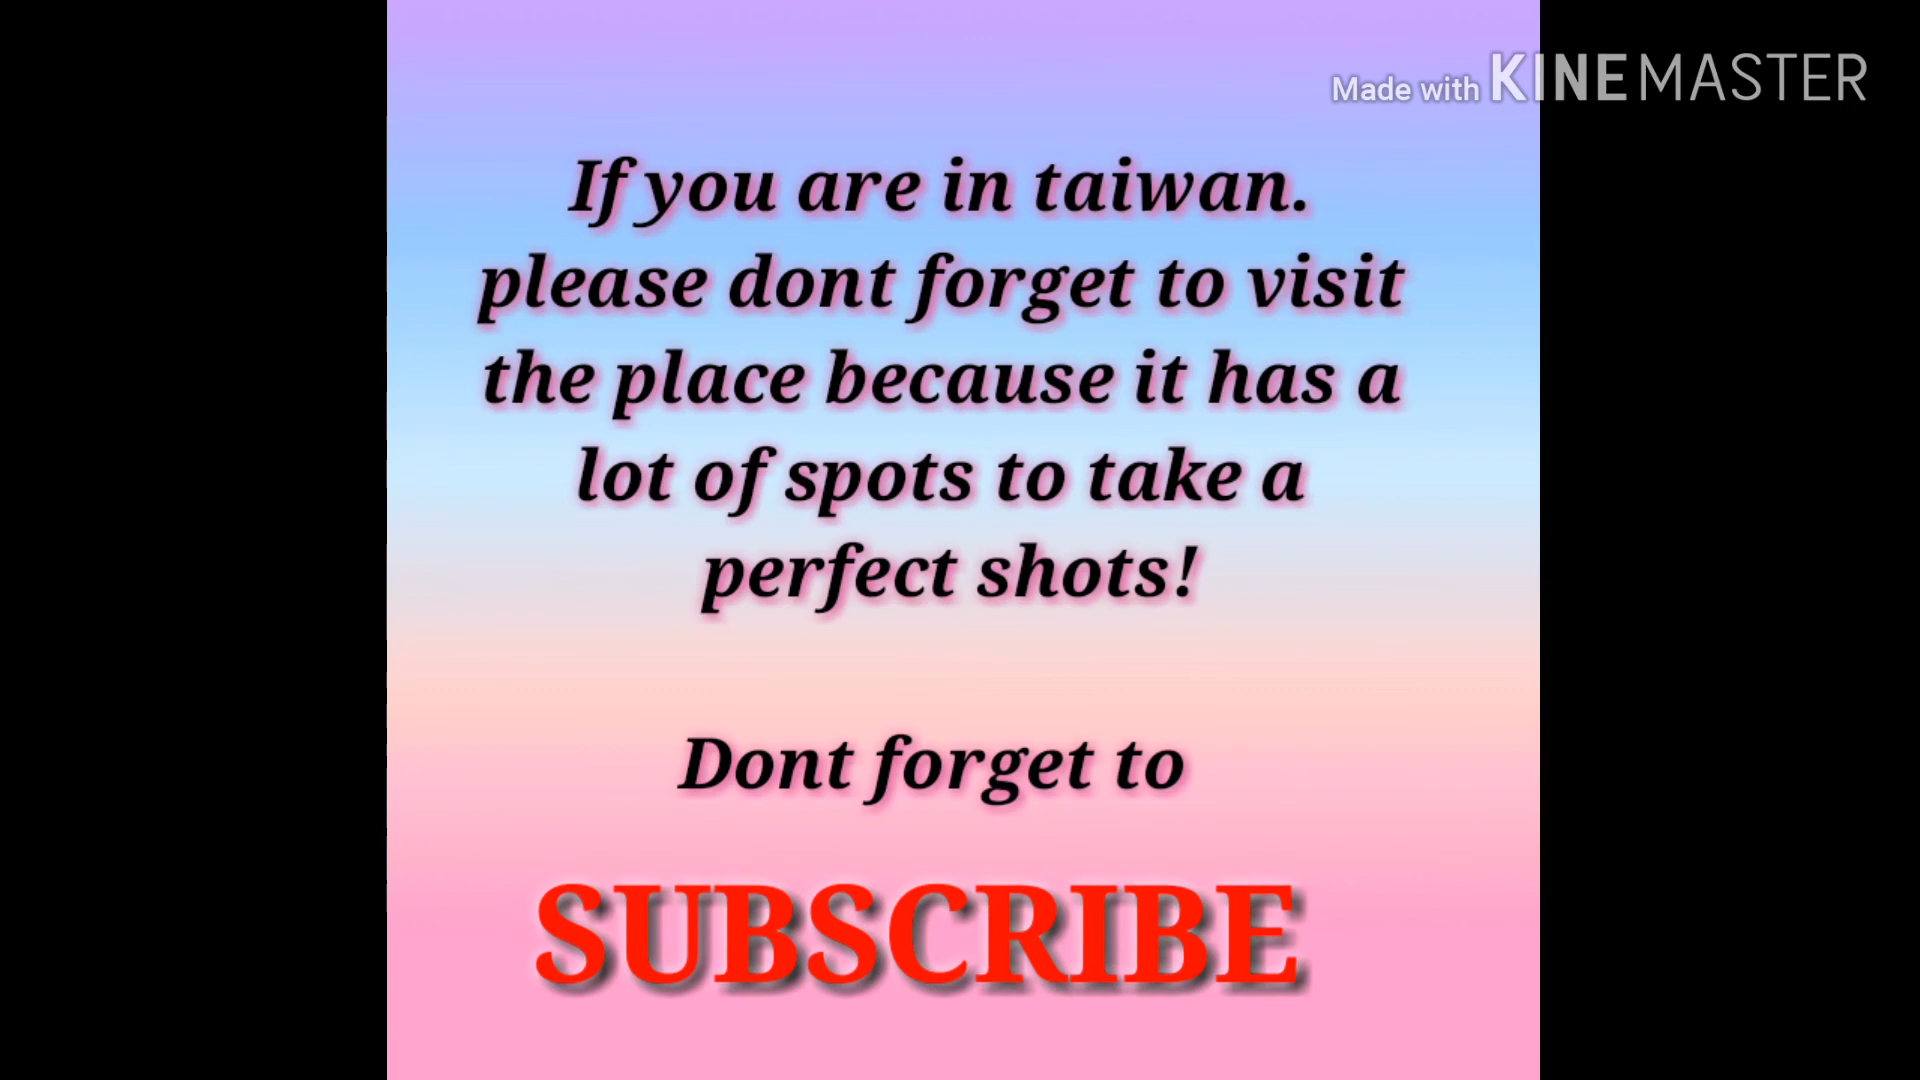 Made with KINEMASTER
If you are in taiwan.
please dont forget to visit
the place because it has a
lot of spots to take a
perfect shots!
Dont forget to
SUBSCRIBE